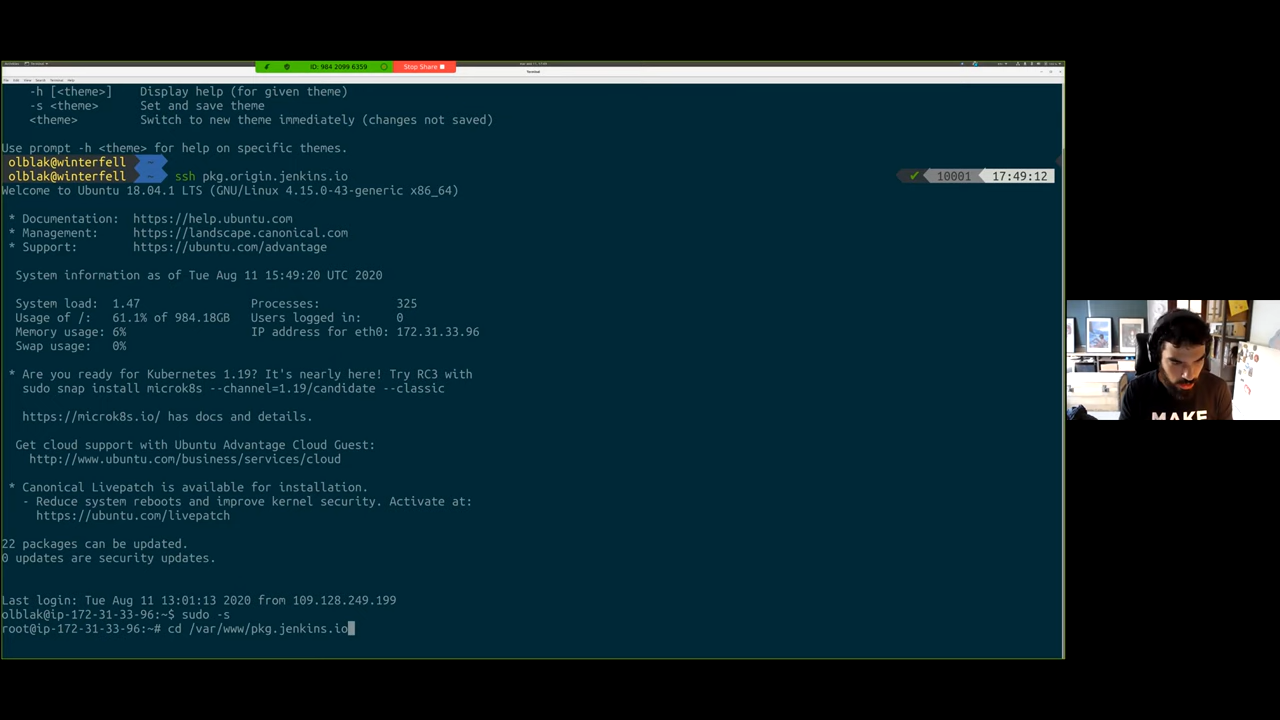 ID: 984 2099 6359 Stop Share
Terminal
-h [<theme>] Display help (for given theme)
-s <theme> Set and save theme
<theme> Switch to new theme immediately (changes not saved)
Use prompt -h <theme> for help on specific themes.
olblak@winterfell ~
olblak@winterfell ~ ssh pkg.origin.jenkins.io ✔ 10001 17:49:12
Welcome to Ubuntu 18.04.1 LTS (GNU/Linux 4.15.0-43-generic x86_64)
* Documentation: https://help.ubuntu.com
* Management: https://landscape.canonical.com
* Support: https://ubuntu.com/advantage
System information as of Tue Aug 11 15:49:20 UTC 2020
System load: 1.47 Processes: 325
Usage of /: 61.1% of 984.18GB Users logged in: 0
Memory usage: 6% IP address for eth0: 172.31.33.96
Swap usage: 0%
* Are you ready for Kubernetes 1.19? It's nearly here! Try RC3 with
sudo snap install microk8s --channel=1.19/candidate --classic
https://microk8s.io/ has docs and details.
Get cloud support with Ubuntu Advantage Cloud Guest:
http://www.ubuntu.com/business/services/cloud
* Canonical Livepatch is available for installation.
- Reduce system reboots and improve kernel security. Activate at:
https://ubuntu.com/livepatch
22 packages can be updated.
0 updates are security updates.
Last login: Tue Aug 11 13:01:13 2020 from 109.128.249.199
olblak@ip-172-31-33-96:~$ sudo -s
root@ip-172-31-33-96:~# cd /var/www/pkg.jenkins.io
MAKE